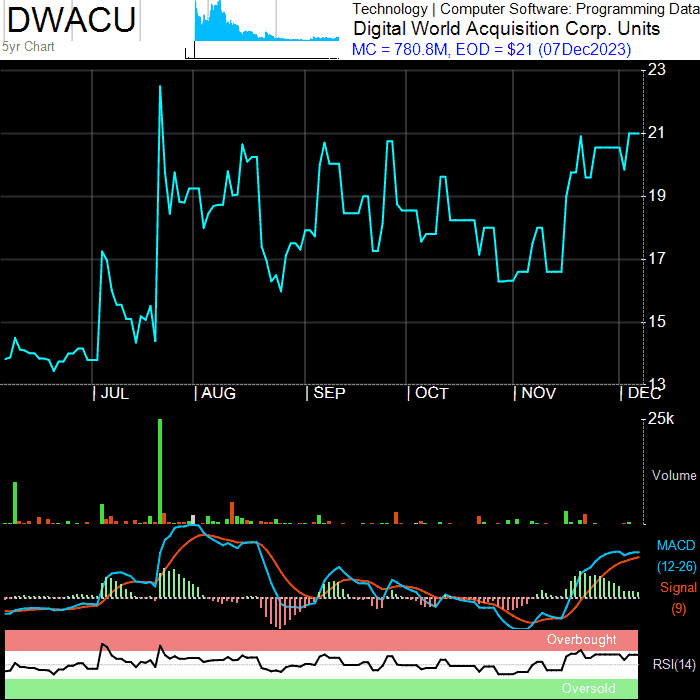 DWACU
5yr Chart
Technology | Computer Software: Programming Data
Digital World Acquisition Corp. Units
MC = 780.8M, EOD = $21 (07Dec2023)
23
21
19
17
15
13
| JUL | AUG | SEP | OCT | NOV | DEC
25k
Volume
MACD
(12-26)
Signal
(9)
Overbought
RSI(14)
Oversold